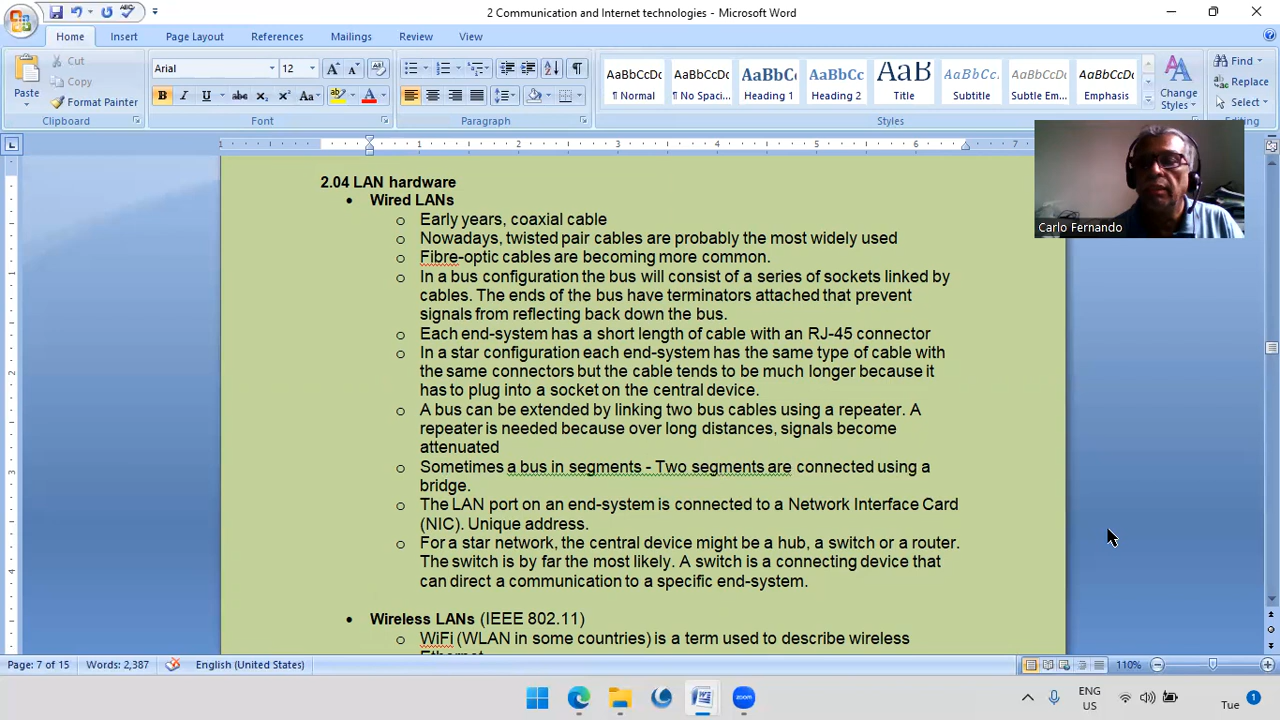 2 Communication and Internet technologies - Microsoft Word
Home Insert Page Layout References Mailings Review View
Paste
Cut
Copy
Format Painter
Clipboard
Arial 12
Font
Paragraph
AaBbCcDc AaBbCcDc AaBbCc AaBbCc AaB AaBbCc AaBbCcDc AaBbCcDc
¶ Normal ¶ No Spaci... Heading 1 Heading 2 Title Subtitle Subtle Em... Emphasis
Change Styles
Styles
Find
Replace
Select
Editing
Carlo Fernando
2.04 LAN hardware
• Wired LANs
o Early years, coaxial cable
o Nowadays, twisted pair cables are probably the most widely used
o Fibre-optic cables are becoming more common.
o In a bus configuration the bus will consist of a series of sockets linked by
cables. The ends of the bus have terminators attached that prevent
signals from reflecting back down the bus.
o Each end-system has a short length of cable with an RJ-45 connector
o In a star configuration each end-system has the same type of cable with
the same connectors but the cable tends to be much longer because it
has to plug into a socket on the central device.
o A bus can be extended by linking two bus cables using a repeater. A
repeater is needed because over long distances, signals become
attenuated
o Sometimes a bus in segments - Two segments are connected using a
bridge.
o The LAN port on an end-system is connected to a Network Interface Card
(NIC). Unique address.
o For a star network, the central device might be a hub, a switch or a router.
The switch is by far the most likely. A switch is a connecting device that
can direct a communication to a specific end-system.
• Wireless LANs (IEEE 802.11)
o WiFi (WLAN in some countries) is a term used to describe wireless
Ethernet
Page: 7 of 15 Words: 2,387 English (United States) 110%
ENG
US
Tue